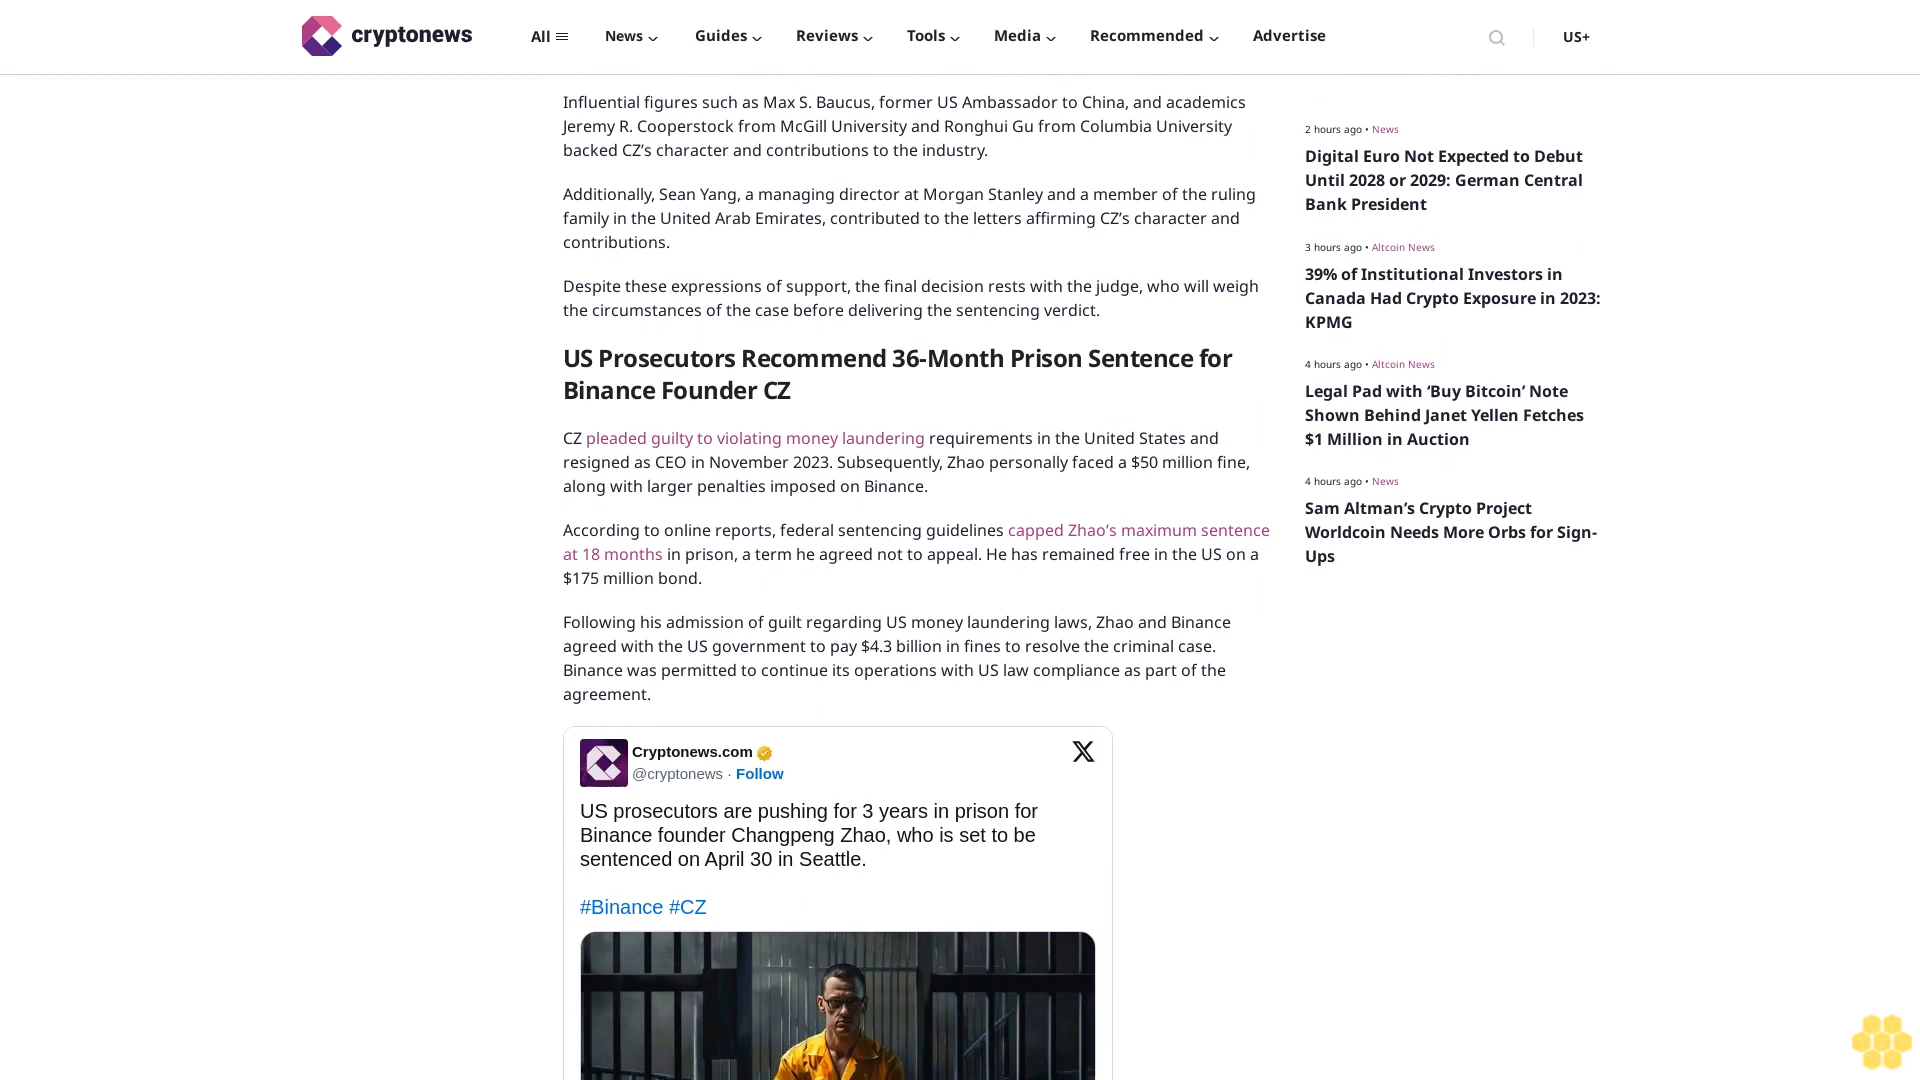 cryptonews
All
News
Guides
Reviews
Tools
Media
Recommended
Advertise
US+
Influential figures such as Max S. Baucus, former US Ambassador to China, and academics
Jeremy R. Cooperstock from McGill University and Ronghui Gu from Columbia University
backed CZ’s character and contributions to the industry.
Additionally, Sean Yang, a managing director at Morgan Stanley and a member of the ruling
family in the United Arab Emirates, contributed to the letters affirming CZ’s character and
contributions.
Despite these expressions of support, the final decision rests with the judge, who will weigh
the circumstances of the case before delivering the sentencing verdict.
US Prosecutors Recommend 36-Month Prison Sentence for
Binance Founder CZ
CZ pleaded guilty to violating money laundering requirements in the United States and
resigned as CEO in November 2023. Subsequently, Zhao personally faced a $50 million fine,
along with larger penalties imposed on Binance.
According to online reports, federal sentencing guidelines capped Zhao’s maximum sentence
at 18 months in prison, a term he agreed not to appeal. He has remained free in the US on a
$175 million bond.
Following his admission of guilt regarding US money laundering laws, Zhao and Binance
agreed with the US government to pay $4.3 billion in fines to resolve the criminal case.
Binance was permitted to continue its operations with US law compliance as part of the
agreement.
Cryptonews.com
@cryptonews · Follow
US prosecutors are pushing for 3 years in prison for
Binance founder Changpeng Zhao, who is set to be
sentenced on April 30 in Seattle.
#Binance #CZ
2 hours ago • News
Digital Euro Not Expected to Debut
Until 2028 or 2029: German Central
Bank President
3 hours ago • Altcoin News
39% of Institutional Investors in
Canada Had Crypto Exposure in 2023:
KPMG
4 hours ago • Altcoin News
Legal Pad with ‘Buy Bitcoin’ Note
Shown Behind Janet Yellen Fetches
$1 Million in Auction
4 hours ago • News
Sam Altman’s Crypto Project
Worldcoin Needs More Orbs for Sign-
Ups